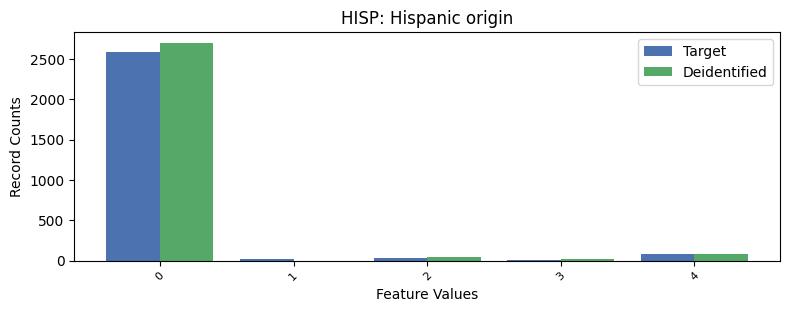 HISP: Hispanic origin
Target
Deidentified
Record Counts
2500
2000
1500
1000
500
0
0 1 2 3 4
Feature Values